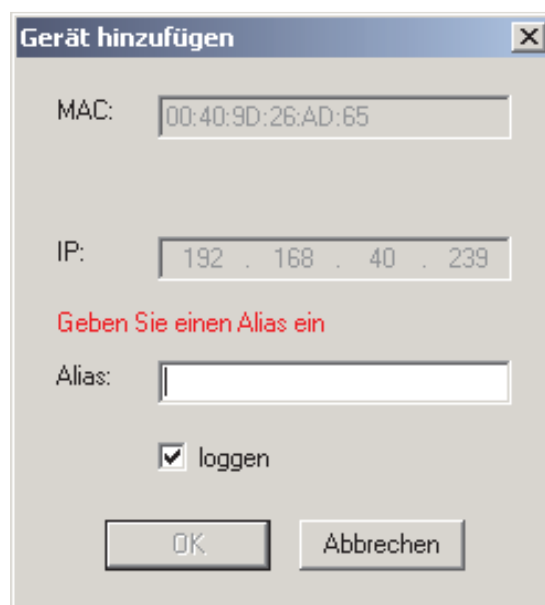 Gerät hinzufügen
MAC: 00:40:9D:26:AD:65
IP: 192 . 168 . 40 . 239
Geben Sie einen Alias ein
Alias:
loggen
OK Abbrechen